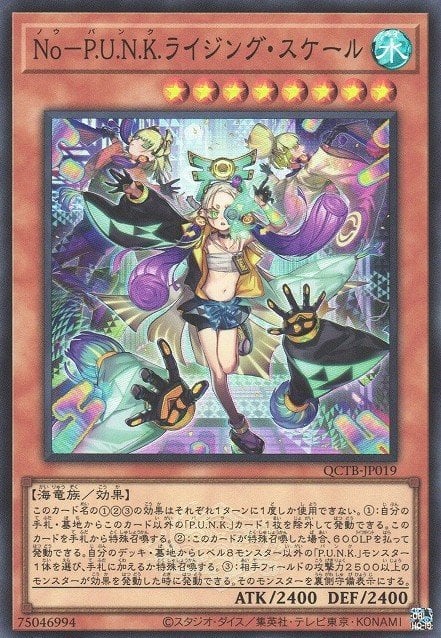 ノウ パンク
No－P.U.N.K.ライジング・スケール
水
QCTB-JP019
【海竜族／効果】
このカード名の①②③の効果はそれぞれ1ターンに1度しか使用できない。①：自分の
手札・墓地からこのカード以外の「P.U.N.K.」カード1枚を除外して発動できる。この
カードを手札から特殊召喚する。②：このカードが特殊召喚した場合、600LPを払って
発動できる。自分のデッキ・墓地からレベル8モンスター以外の「P.U.N.K.」モンスター
1体を選び、手札に加えるか特殊召喚する。③：相手フィールドの攻撃力2500以上の
モンスターが効果を発動した時に発動できる。そのモンスターを裏側守備表示にする。
ATK/2400 DEF/2400
75046994
©スタジオ・ダイス／集英社・テレビ東京・KONAMI